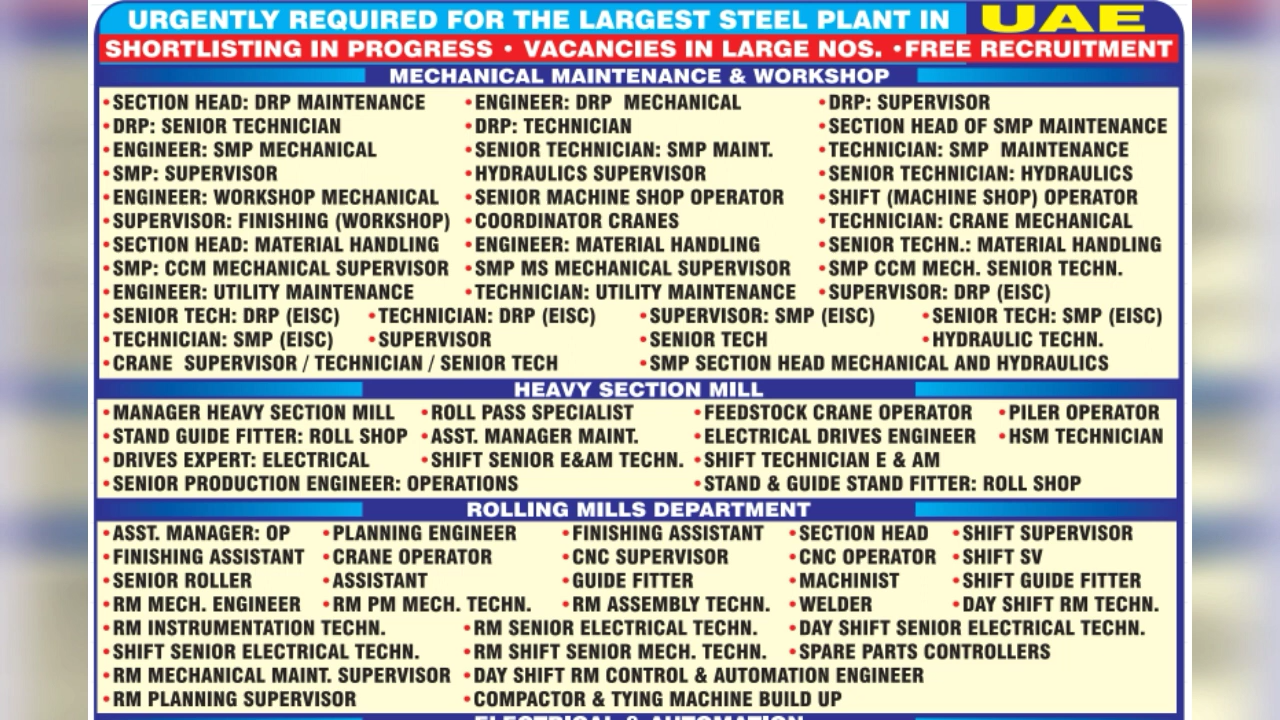 URGENTLY REQUIRED FOR THE LARGEST STEEL PLANT IN UAE
SHORTLISTING IN PROGRESS • VACANCIES IN LARGE NOS. • FREE RECRUITMENT
MECHANICAL MAINTENANCE & WORKSHOP
• SECTION HEAD: DRP MAINTENANCE • ENGINEER: DRP MECHANICAL • DRP: SUPERVISOR
• DRP: SENIOR TECHNICIAN • DRP: TECHNICIAN • SECTION HEAD OF SMP MAINTENANCE
• ENGINEER: SMP MECHANICAL • SENIOR TECHNICIAN: SMP MAINT. • TECHNICIAN: SMP MAINTENANCE
• SMP: SUPERVISOR • HYDRAULICS SUPERVISOR • SENIOR TECHNICIAN: HYDRAULICS
• ENGINEER: WORKSHOP MECHANICAL • SENIOR MACHINE SHOP OPERATOR • SHIFT (MACHINE SHOP) OPERATOR
• SUPERVISOR: FINISHING (WORKSHOP) • COORDINATOR CRANES • TECHNICIAN: CRANE MECHANICAL
• SECTION HEAD: MATERIAL HANDLING • ENGINEER: MATERIAL HANDLING • SENIOR TECHN.: MATERIAL HANDLING
• SMP: CCM MECHANICAL SUPERVISOR • SMP MS MECHANICAL SUPERVISOR • SMP CCM MECH. SENIOR TECHN.
• ENGINEER: UTILITY MAINTENANCE • TECHNICIAN: UTILITY MAINTENANCE • SUPERVISOR: DRP (EISC)
• SENIOR TECH: DRP (EISC) • TECHNICIAN: DRP (EISC) • SUPERVISOR: SMP (EISC) • SENIOR TECH: SMP (EISC)
• TECHNICIAN: SMP (EISC) • SUPERVISOR • SENIOR TECH • HYDRAULIC TECHN.
• CRANE SUPERVISOR / TECHNICIAN / SENIOR TECH • SMP SECTION HEAD MECHANICAL AND HYDRAULICS
HEAVY SECTION MILL
• MANAGER HEAVY SECTION MILL • ROLL PASS SPECIALIST • FEEDSTOCK CRANE OPERATOR • PILER OPERATOR
• STAND GUIDE FITTER: ROLL SHOP • ASST. MANAGER MAINT. • ELECTRICAL DRIVES ENGINEER • HSM TECHNICIAN
• DRIVES EXPERT: ELECTRICAL • SHIFT SENIOR E&AM TECHN. • SHIFT TECHNICIAN E & AM
• SENIOR PRODUCTION ENGINEER: OPERATIONS • STAND & GUIDE STAND FITTER: ROLL SHOP
ROLLING MILLS DEPARTMENT
• ASST. MANAGER: OP • PLANNING ENGINEER • FINISHING ASSISTANT • SECTION HEAD • SHIFT SUPERVISOR
• FINISHING ASSISTANT • CRANE OPERATOR • CNC SUPERVISOR • CNC OPERATOR • SHIFT SV
• SENIOR ROLLER • ASSISTANT • GUIDE FITTER • MACHINIST • SHIFT GUIDE FITTER
• RM MECH. ENGINEER • RM PM MECH. TECHN. • RM ASSEMBLY TECHN. • WELDER • DAY SHIFT RM TECHN.
• RM INSTRUMENTATION TECHN. • RM SENIOR ELECTRICAL TECHN. • DAY SHIFT SENIOR ELECTRICAL TECHN.
• SHIFT SENIOR ELECTRICAL TECHN. • RM SHIFT SENIOR MECH. TECHN. • SPARE PARTS CONTROLLERS
• RM MECHANICAL MAINT. SUPERVISOR • DAY SHIFT RM CONTROL & AUTOMATION ENGINEER
• RM PLANNING SUPERVISOR • COMPACTOR & TYING MACHINE BUILD UP
ELECTRICAL & AUTOMATION